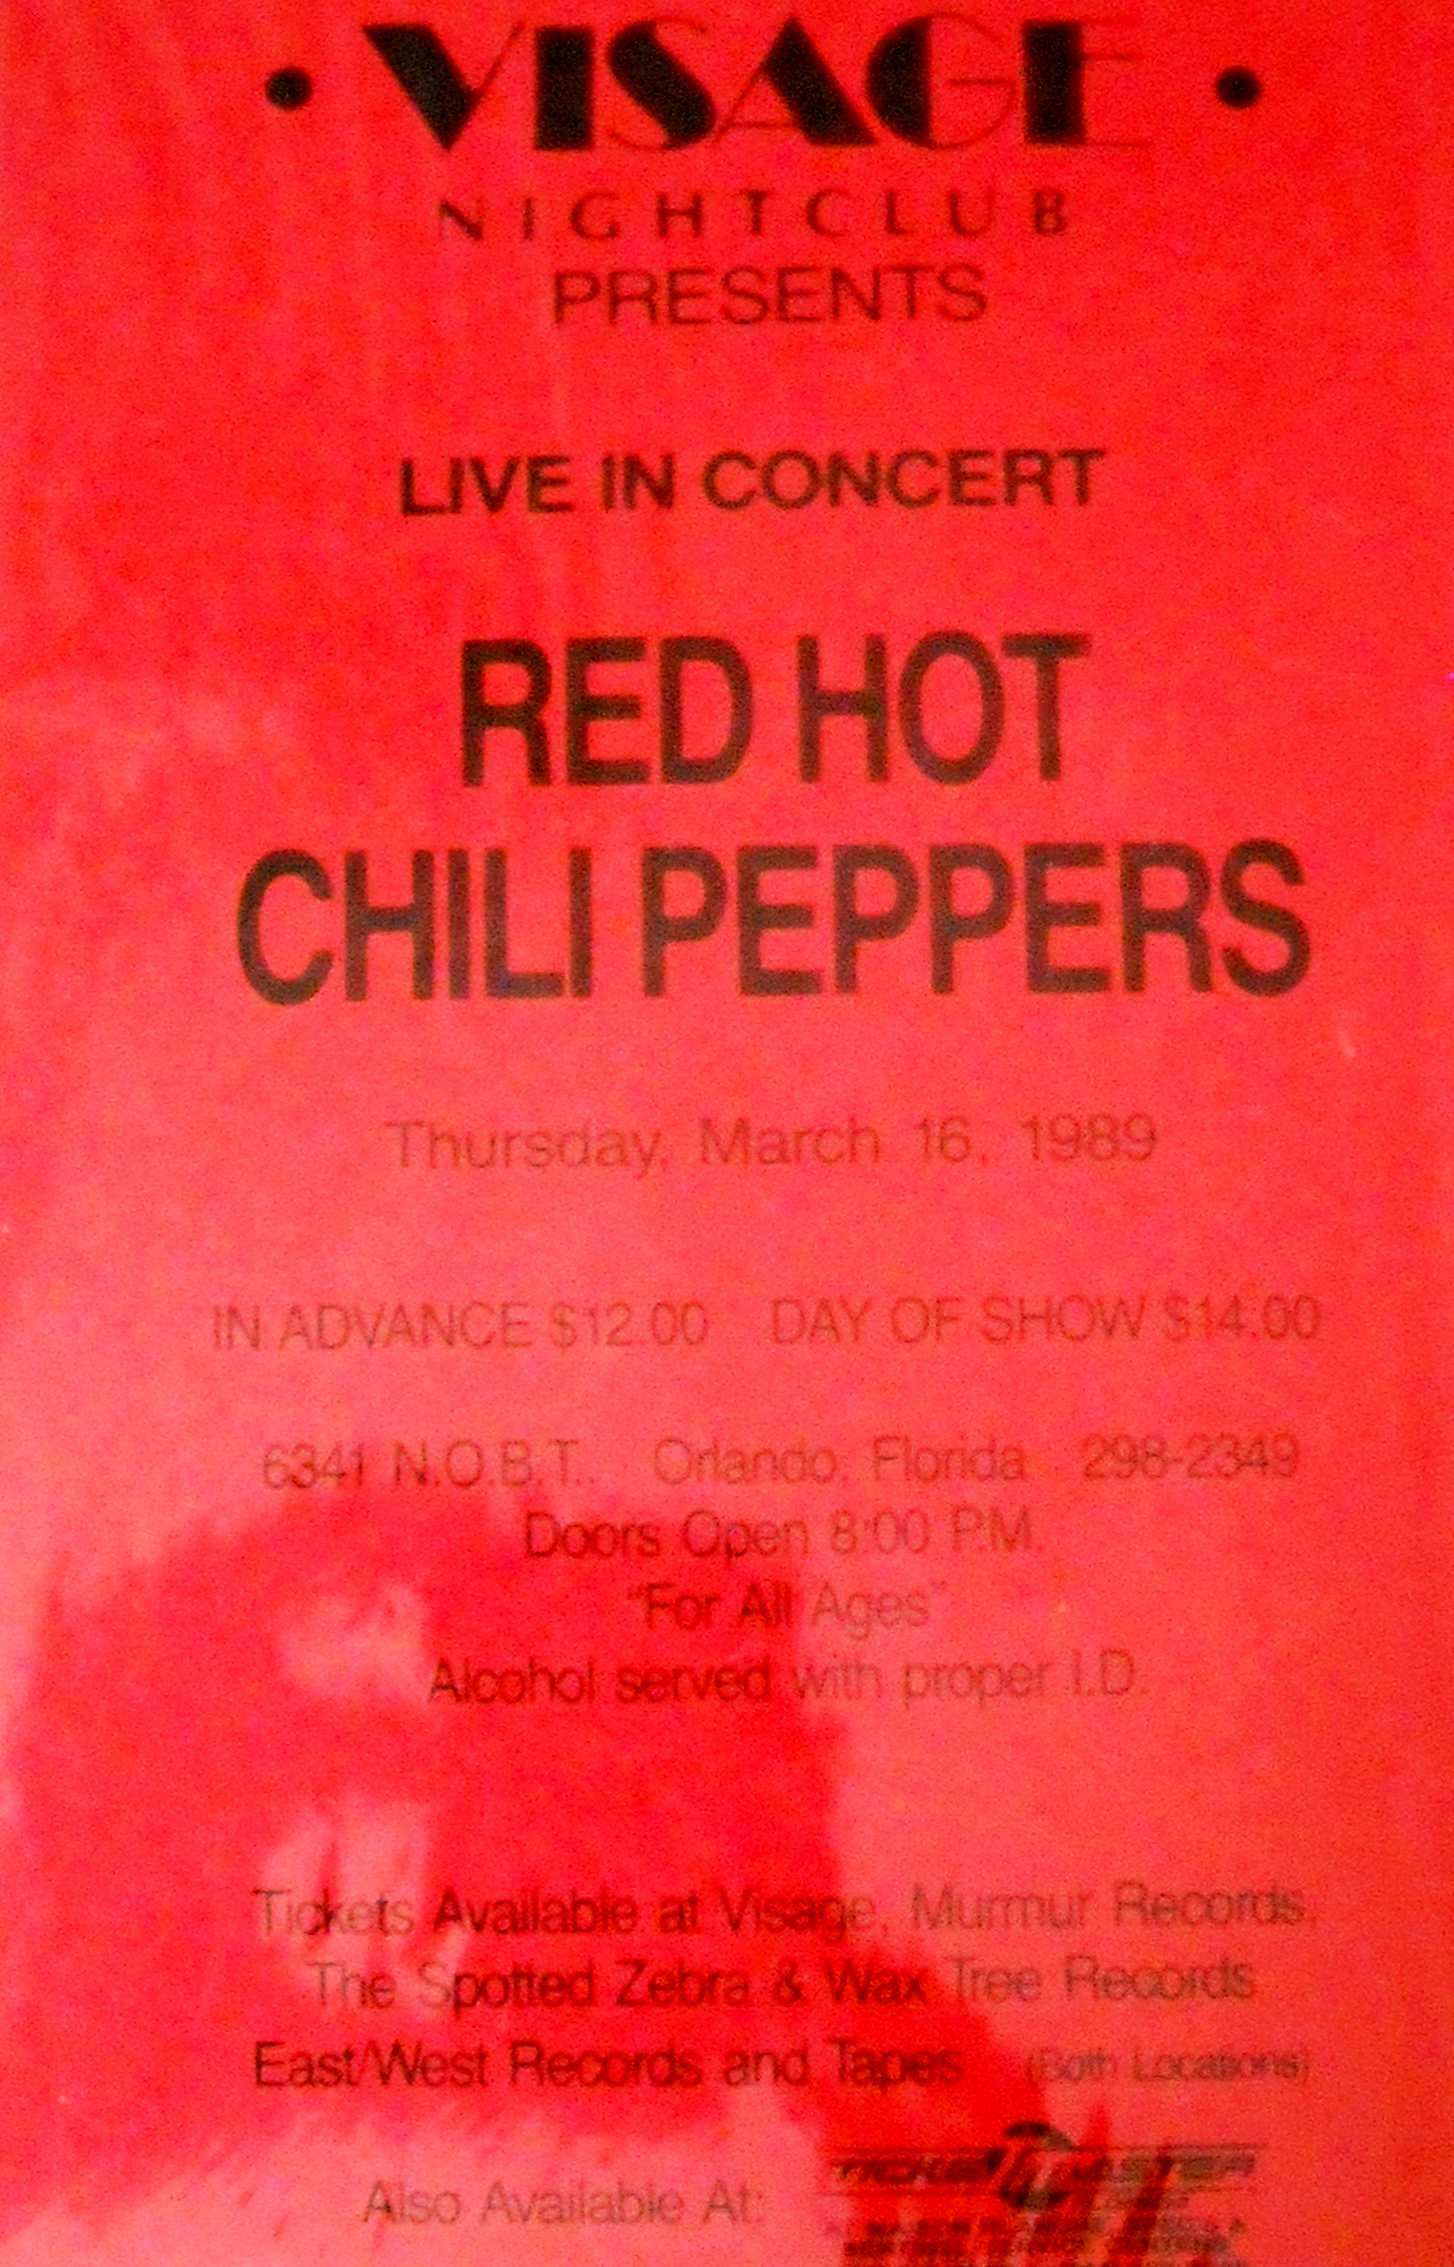 • VISAGE •
NIGHTCLUB
PRESENTS
LIVE IN CONCERT
RED HOT
CHILI PEPPERS
Thursday, March 16, 1989
IN ADVANCE $12.00 DAY OF SHOW $14.00
6341 N.O.B.T., Orlando, Florida 298-2349
Doors Open 8:00 P.M.
"For All Ages"
Alcohol served with proper I.D.
Tickets Available at Visage, Murmur Records,
The Spotted Zebra & Wax Tree Records
East/West Records and Tapes (Both Locations)
Also Available At: TICKETMASTER